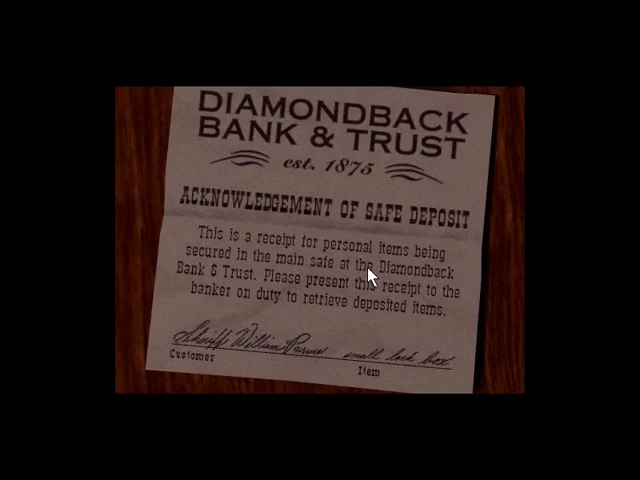 DIAMONDBACK
BANK & TRUST
est. 1875
ACKNOWLEDGEMENT OF SAFE DEPOSIT
This is a receipt for personal items being
secured in the main safe at the Diamondback
Bank & Trust. Please present this receipt to the
banker on duty to retrieve deposited items.
Sheriff William small lock box
Customer
Item